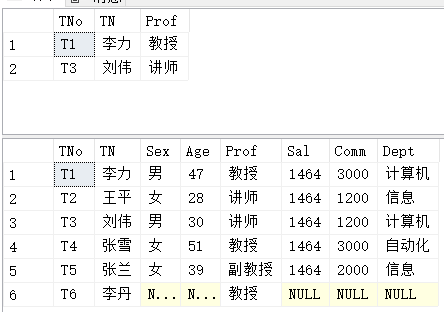 TNo TN Prof
1 T1 李力 教授
2 T3 刘伟 讲师
TNo TN Sex Age Prof Sal Comm Dept
1 T1 李力 男 47 教授 1464 3000 计算机
2 T2 王平 女 28 讲师 1464 1200 信息
3 T3 刘伟 男 30 讲师 1464 1200 计算机
4 T4 张雪 女 51 教授 1464 3000 自动化
5 T5 张兰 女 39 副教授 1464 2000 信息
6 T6 李丹 N... N... 教授 NULL NULL NULL